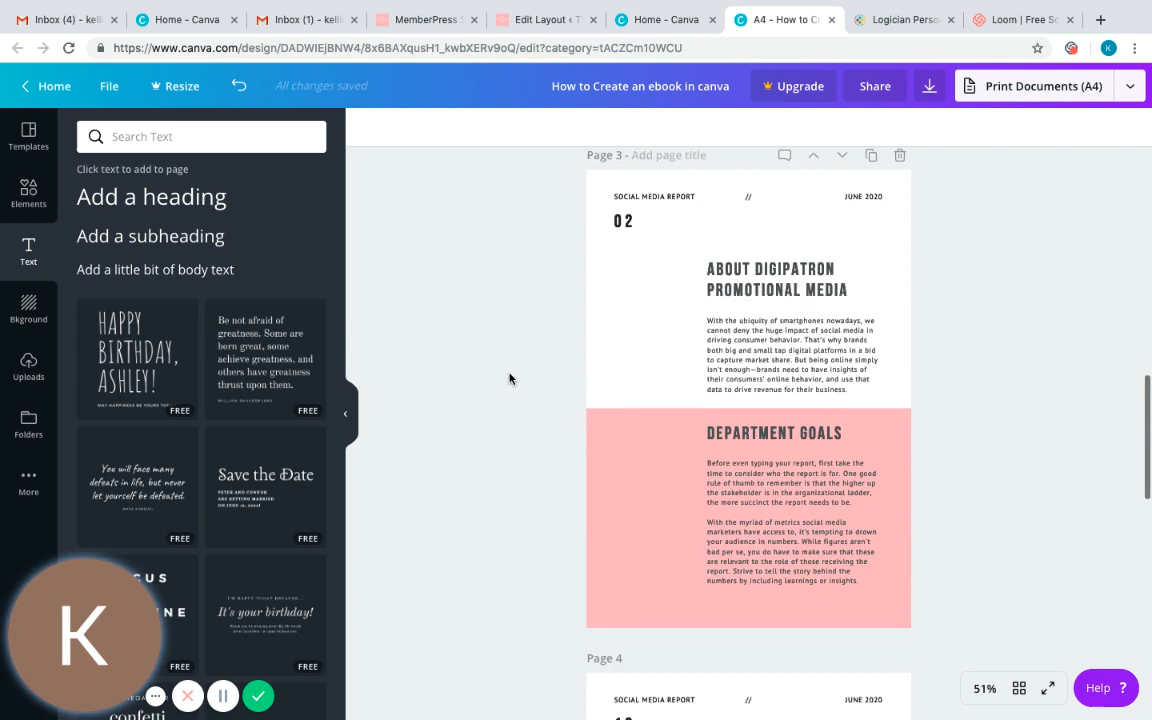 Inbox (4) - kelli
Home - Canva
Inbox (1) - kelli
MemberPress
Edit Layout ‹ T
Home - Canva
A4 - How to C
Logician Perso
Loom | Free S
https://www.canva.com/design/DADWIEjBNW4/8x6BAXqusH1_kwbXERv9oQ/edit?category=tACZCm10WCU
K
Home
File
Resize
All changes saved
How to Create an ebook in canva
Upgrade
Share
Print Documents (A4)
Templates
Elements
Text
Bkground
Uploads
Folders
More
Search Text
Click text to add to page
Add a heading
Add a subheading
Add a little bit of body text
HAPPY
BIRTHDAY,
ASHLEY!
FREE
Be not afraid of
greatness. Some are
born great, some
achieve greatness, and
others have greatness
thrust upon them.
WILLIAM SHAKESPEARE
FREE
You will face many
defeats in life, but never
let yourself be defeated.
MAYA ANGELOU
FREE
Save the Date
PETER AND CONNOR
ARE GETTING MARRIED
FREE
CUS
NE
FREE
It's your birthday!
FREE
confetti
K
Page 3 - Add page title
SOCIAL MEDIA REPORT
//
JUNE 2020
02
ABOUT DIGIPATRON
PROMOTIONAL MEDIA
With the ubiquity of smartphones nowadays, we
cannot deny the huge impact of social media in
driving consumer behavior. That's why brands
both big and small tap digital platforms in a bid
to capture market share. But being online simply
isn't enough—brands need to have insights of
their consumers' online behavior, and use that
data to drive revenue for their business.
DEPARTMENT GOALS
Before even typing your report, first take the
time to consider who the report is for. One good
rule of thumb to remember is that the higher up
the stakeholder is in the organizational ladder,
the more succinct the report needs to be.
With the myriad of metrics social media
marketers have access to, it's tempting to drown
your audience in numbers. While figures aren't
bad per se, you do have to make sure that these
are relevant to the role of those receiving the
report. Strive to tell the story behind the
numbers by including learnings or insights.
Page 4
SOCIAL MEDIA REPORT
//
JUNE 2020
51%
Help ?